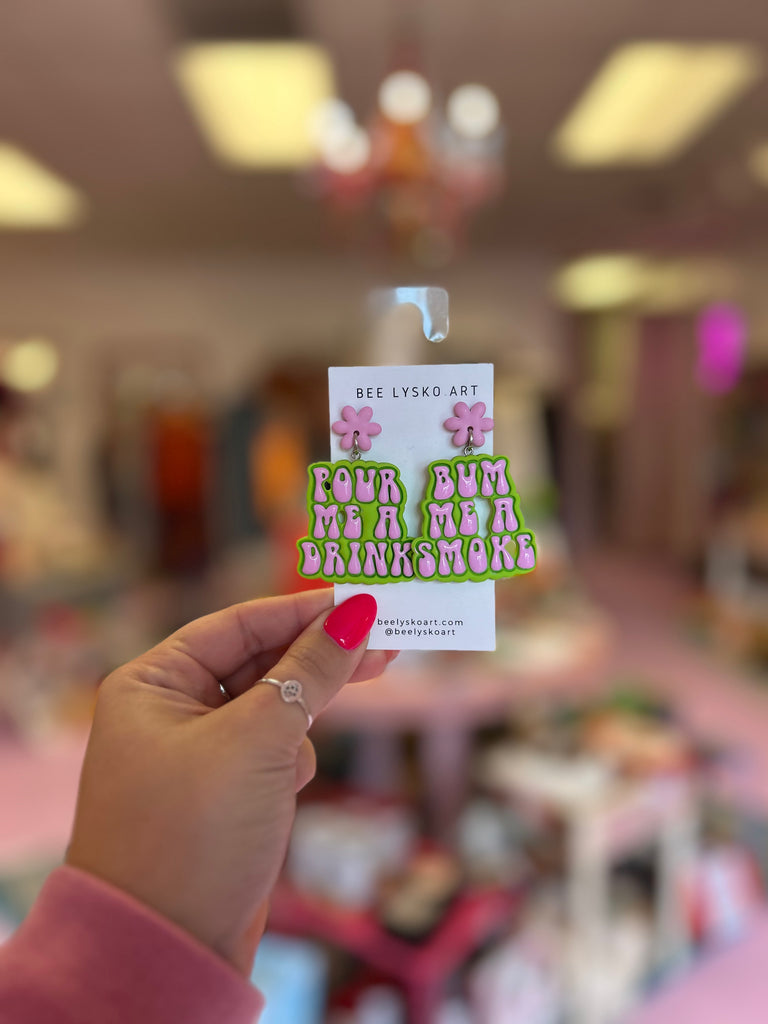 BEE LYSKO ART
POUR
ME A
DRINK
BUM
ME A
SMOKE
beelyskoart.com
@beelyskoart